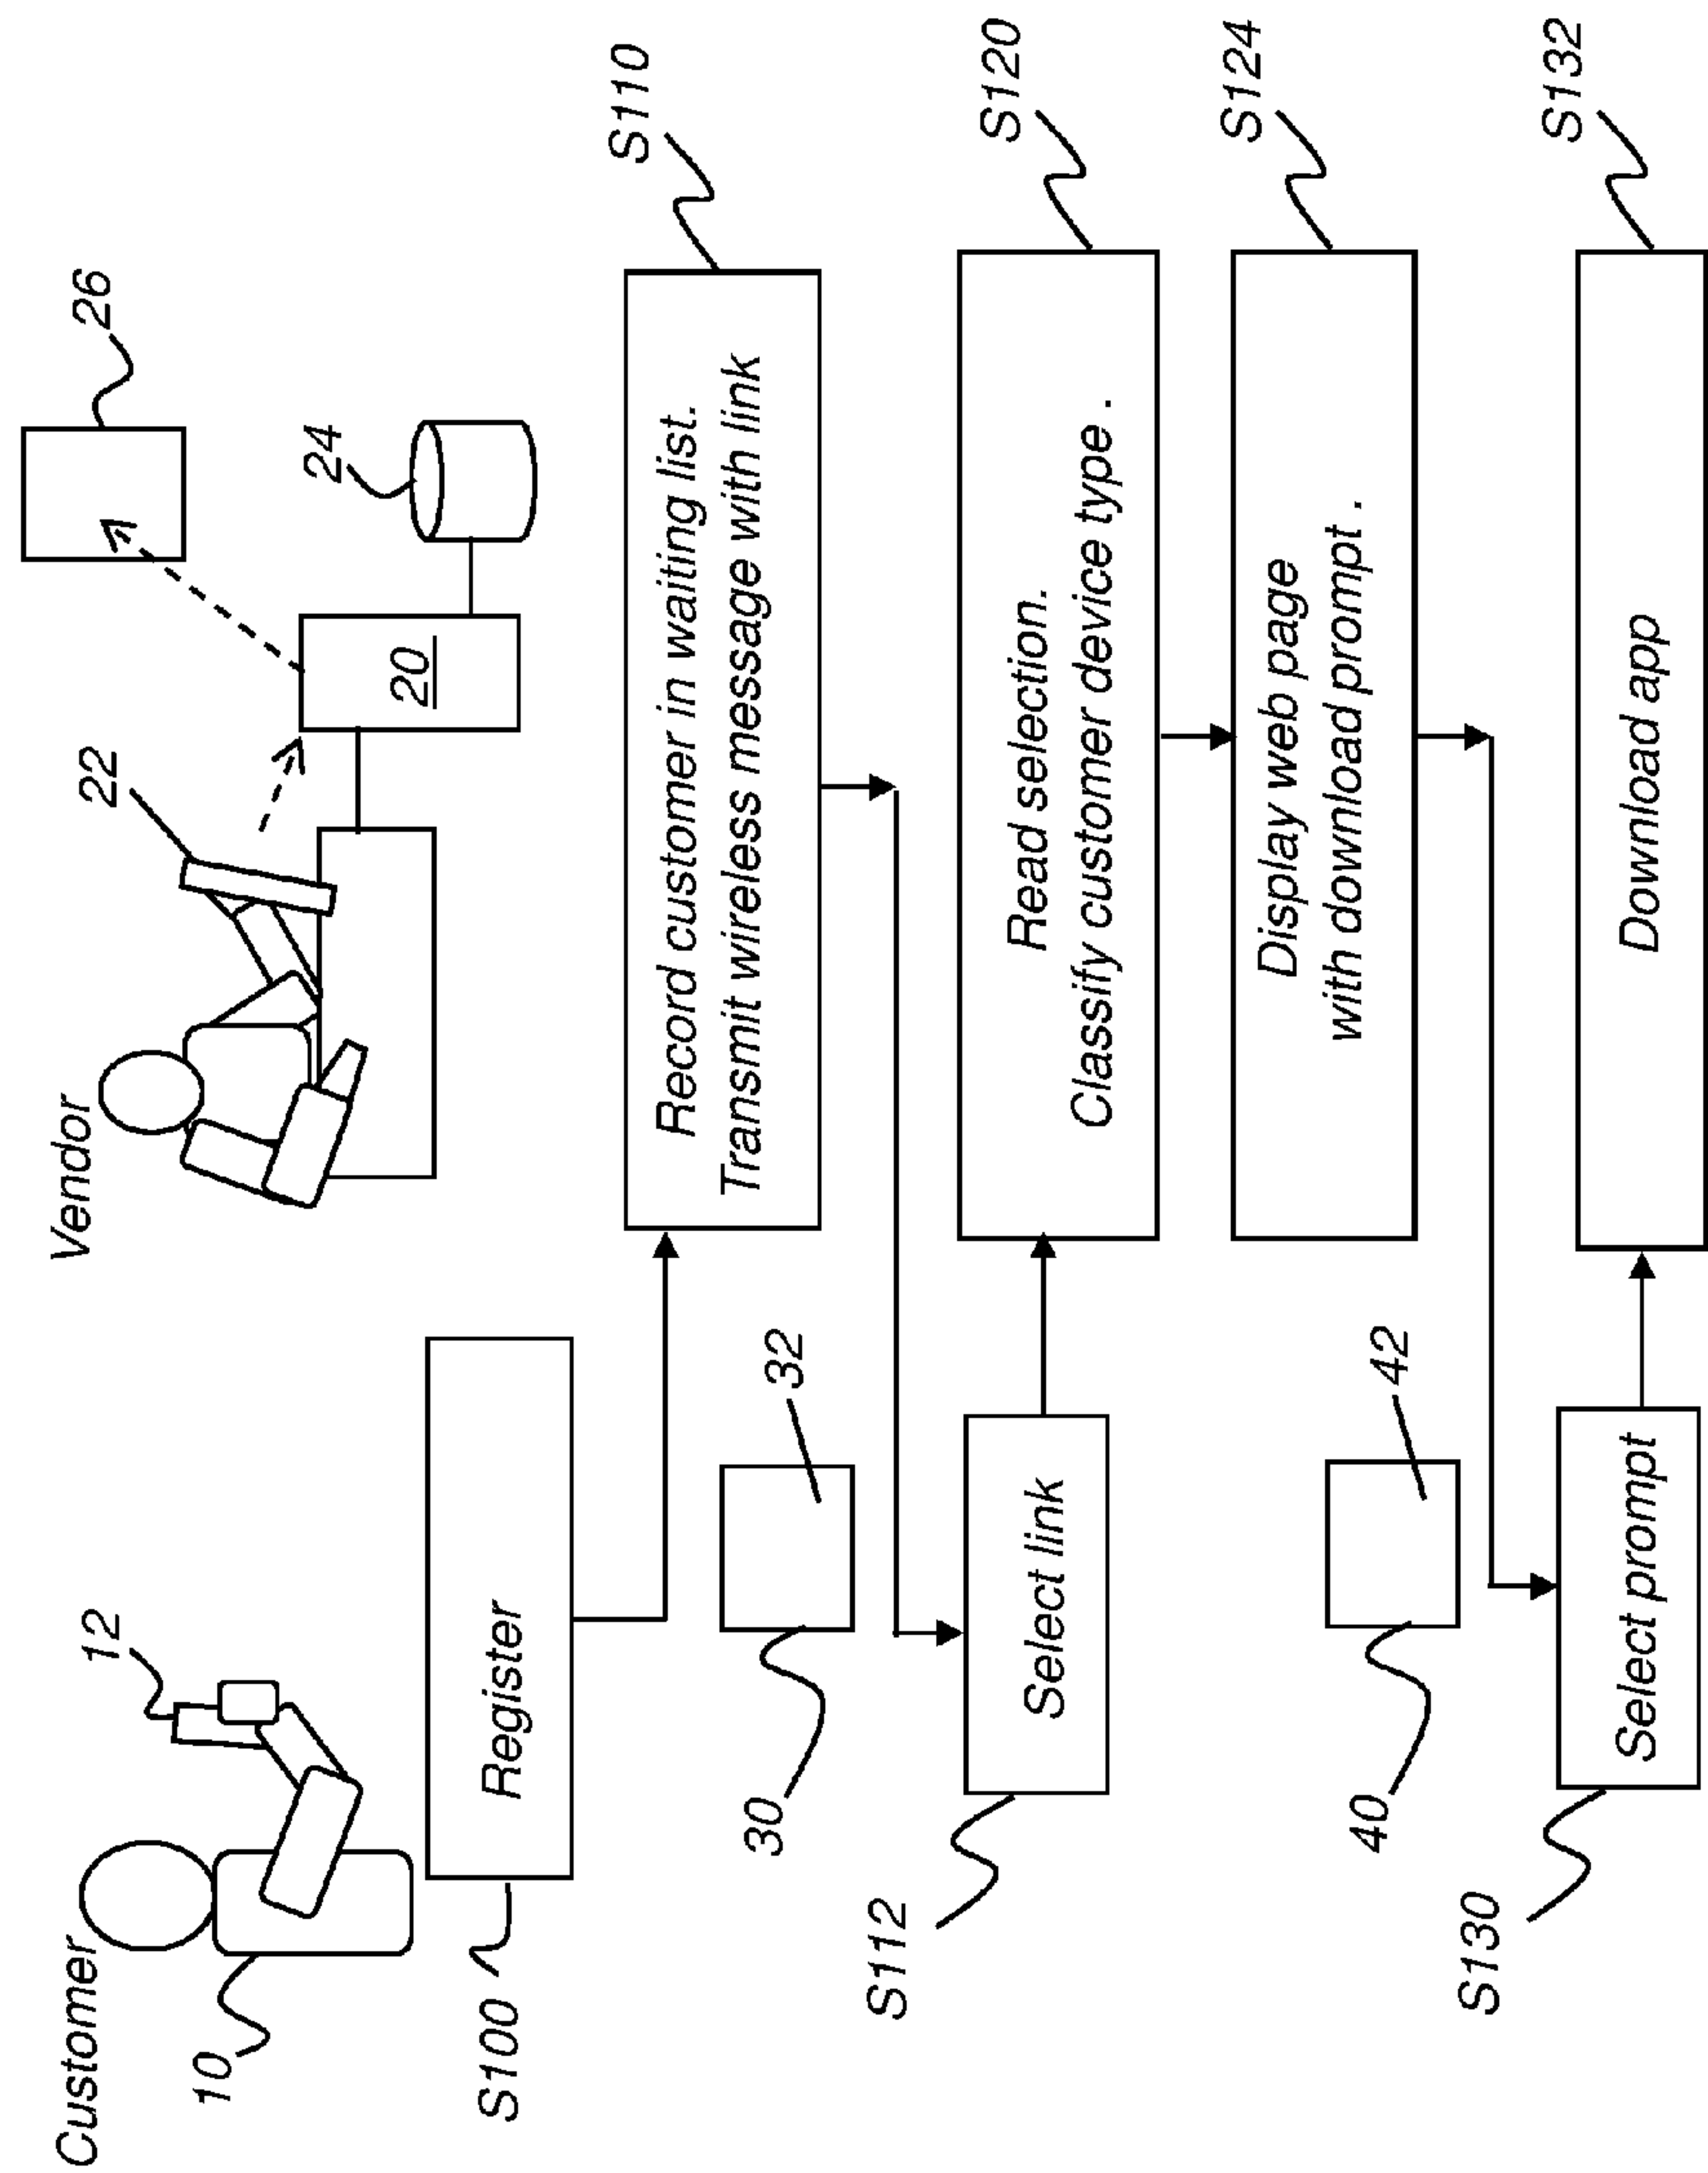 Customer
Vendor
10
12
22
26
24
20
S100
Register
S110
Record customer in waiting list.
Transmit wireless message with link
30
32
S112
Select link
S120
Read selection.
Classify customer device type .
S124
Display web page
with download prompt .
40
42
S130
Select prompt
S132
Download app